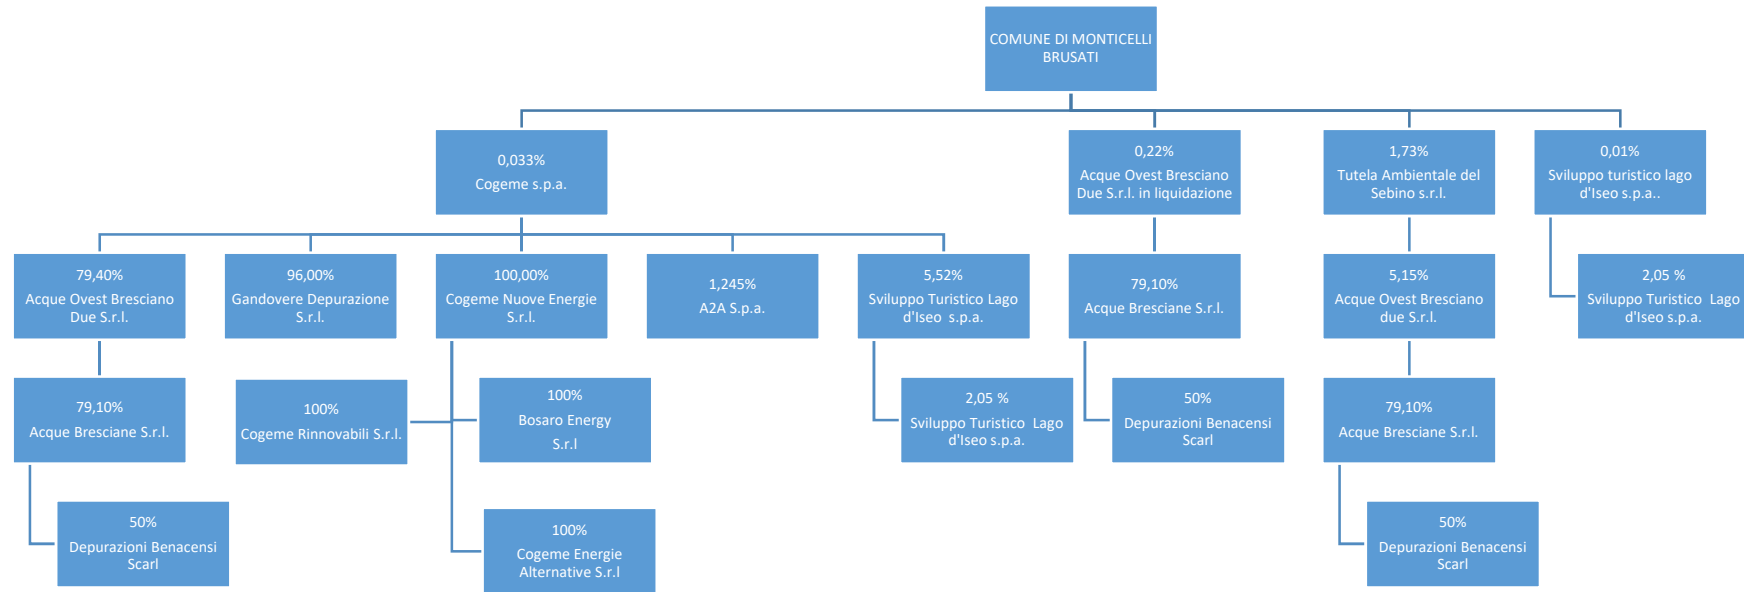 COMUNE DI MONTICELLI
BRUSATI
0,033%
Cogeme s.p.a.
0,22%
Acque Ovest Bresciano
Due S.r.l. in liquidazione
1,73%
Tutela Ambientale del
Sebino s.r.l.
0,01%
Sviluppo turistico lago
d'Iseo s.p.a..
79,40%
Acque Ovest Bresciano
Due S.r.l.
96,00%
Gandovere Depurazione
S.r.l.
100,00%
Cogeme Nuove Energie
S.r.l.
1,245%
A2A S.p.a.
5,52%
Sviluppo Turistico Lago
d'Iseo  s.p.a.
79,10%
Acque Bresciane S.r.l.
5,15%
Acque Ovest Bresciano
due S.r.l.
2,05 %
Sviluppo Turistico  Lago
d'Iseo s.p.a.
79,10%
Acque Bresciane S.r.l.
100%
Cogeme Rinnovabili S.r.l.
100%
Bosaro Energy
S.r.l
2,05 %
Sviluppo Turistico  Lago
d'Iseo s.p.a.
50%
Depurazioni Benacensi
Scarl
79,10%
Acque Bresciane S.r.l.
50%
Depurazioni Benacensi
Scarl
100%
Cogeme Energie
Alternative S.r.l
50%
Depurazioni Benacensi
Scarl